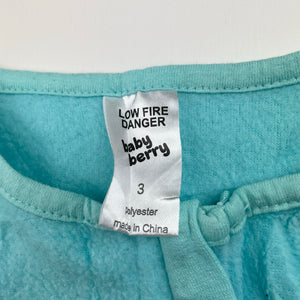 LOW FIRE
DANGER
baby
berry
3
Polyester
made in China